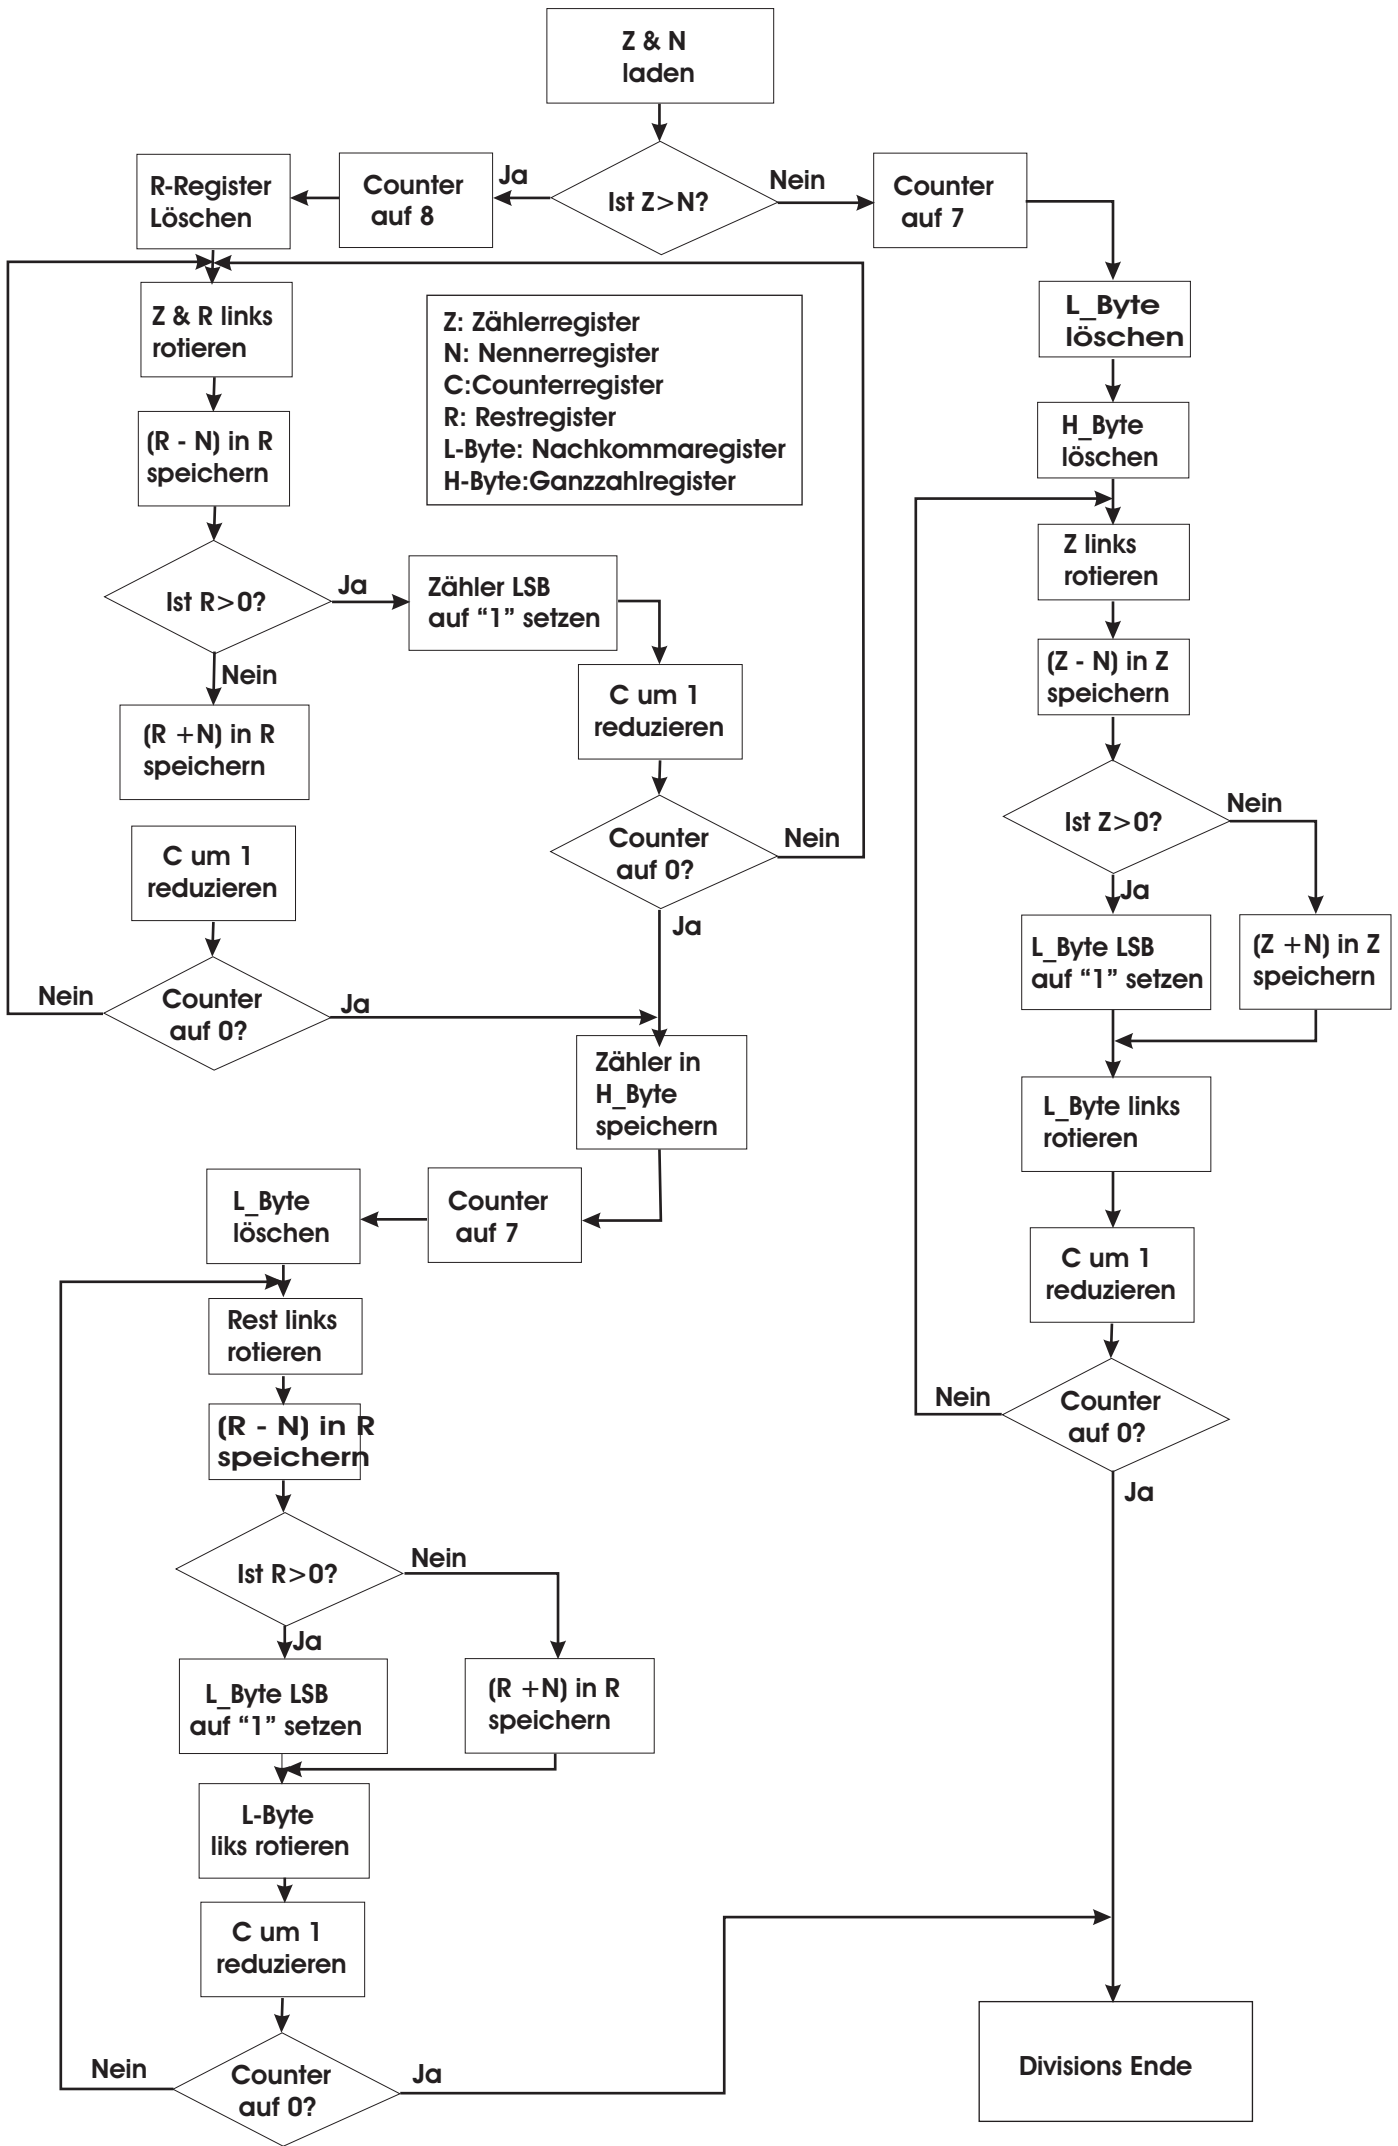 Z & N
laden
Ist Z>N?
Ja
Nein
Counter
auf 8
R-Register
Löschen
Counter
auf 7
Z & R links
rotieren
(R - N) in R
speichern
Ist R>0?
Ja
Nein
Zähler LSB
auf “1” setzen
(R +N) in R
speichern
C um 1
reduzieren
Counter
auf 0?
Nein
Ja
C um 1
reduzieren
Counter
auf 0?
Nein
Ja
Z: Zählerregister
N: Nennerregister
C:Counterregister
R: Restregister
L-Byte: Nachkommaregister
H-Byte:Ganzzahlregister
Zähler in
H_Byte
speichern
Counter
auf 7
L_Byte
löschen
Rest links
rotieren
(R - N) in R
speichern
Ist R>0?
Nein
Ja
L_Byte LSB
auf “1” setzen
(R +N) in R
speichern
L-Byte
liks rotieren
C um 1
reduzieren
Counter
auf 0?
Nein
Ja
L_Byte
löschen
H_Byte
löschen
Z links
rotieren
(Z - N) in Z
speichern
Ist Z>0?
Nein
Ja
L_Byte LSB
auf “1” setzen
(Z +N) in Z
speichern
L_Byte links
rotieren
C um 1
reduzieren
Counter
auf 0?
Nein
Ja
Divisions Ende